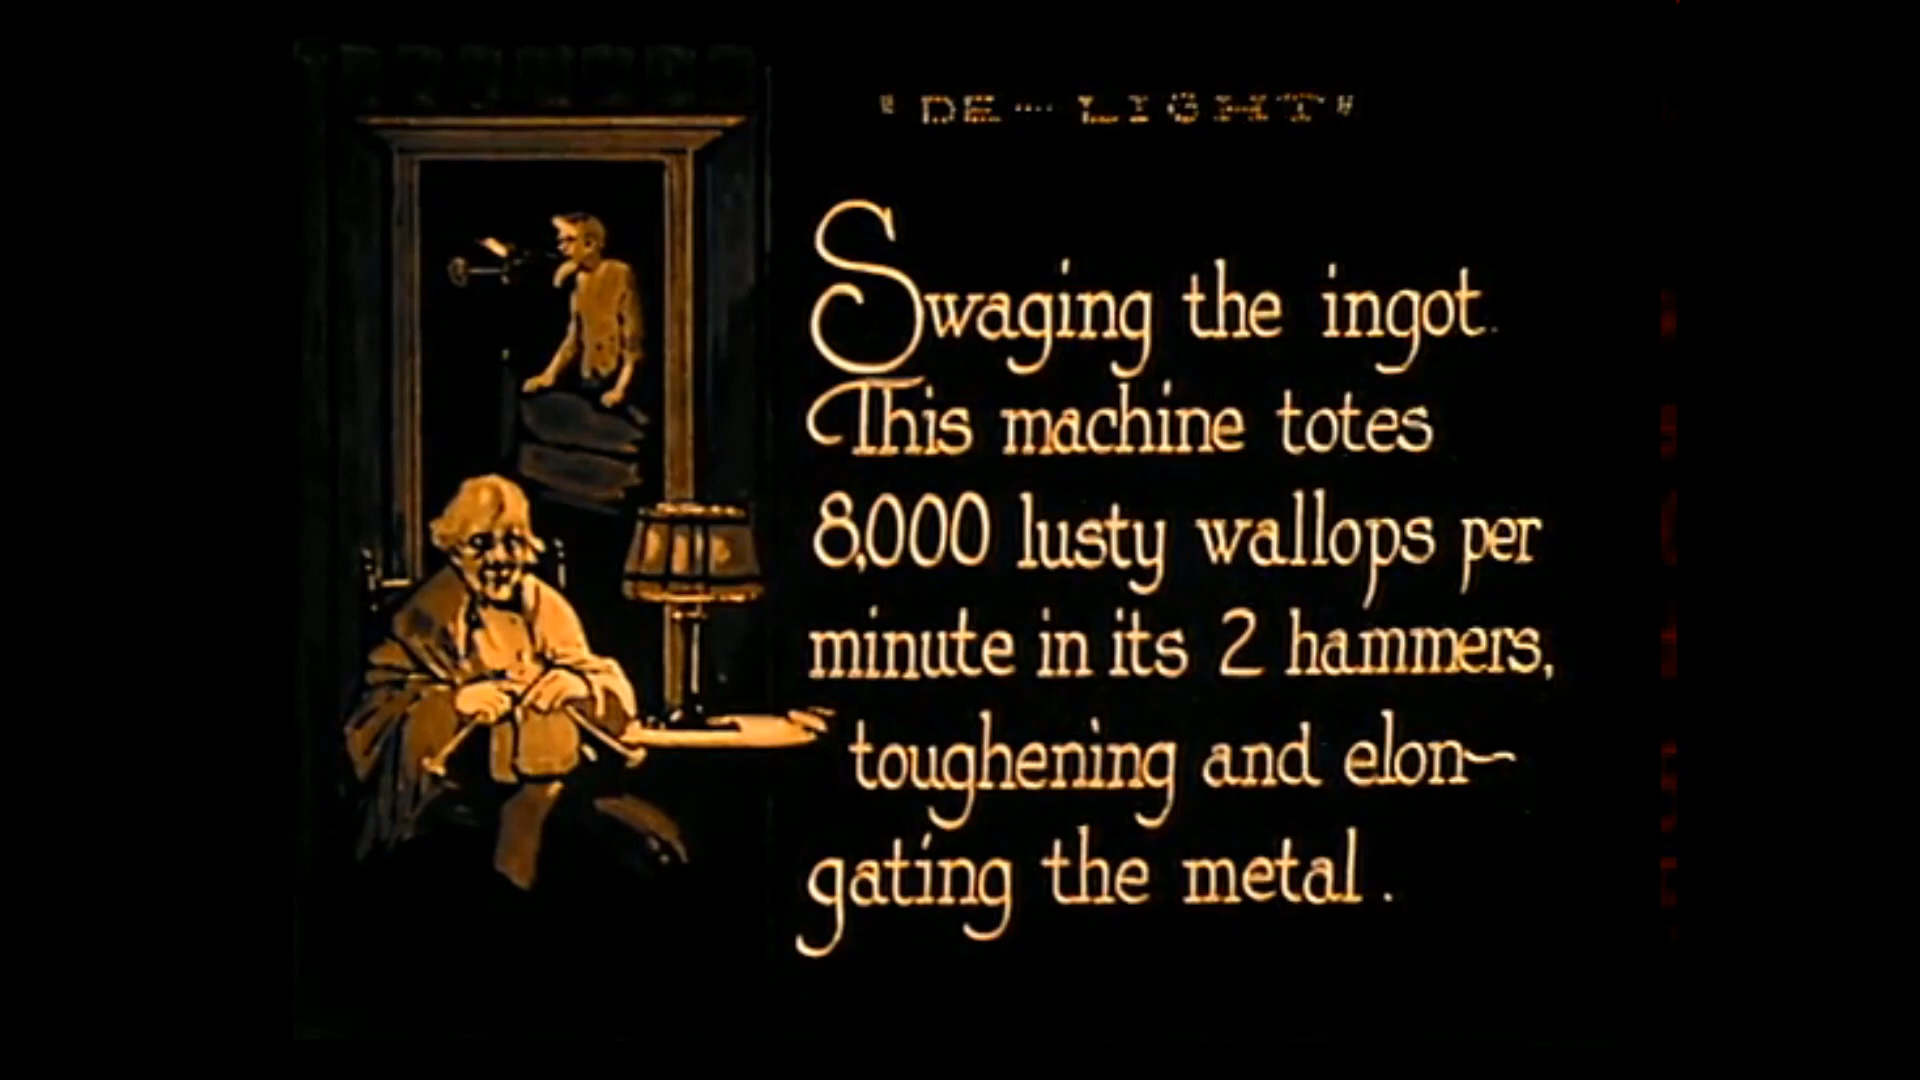 "DE-LIGHT"
Swaging the ingot.
This machine totes
8,000 lusty wallops per
minute in its 2 hammers,
toughening and elon-
gating the metal.